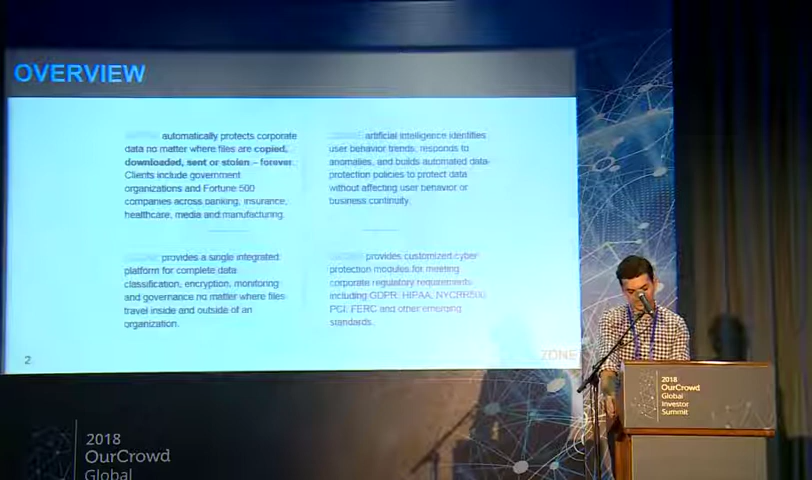 OVERVIEW
automatically protects corporate
data no matter where files are copied,
downloaded, sent or stolen – forever.
Clients include government
organizations and Fortune 500
companies across banking, insurance,
healthcare, media and manufacturing.
artificial intelligence identifies
user behavior trends, responds to
anomalies, and builds automated data-
protection policies to protect data
without affecting user behavior or
business continuity.
provides a single integrated
platform for complete data
classification, encryption, monitoring
and governance no matter where files
travel inside and outside of an
organization.
provides customized cyber
protection modules for meeting
corporate regulatory requirements
including GDPR, HIPAA, NYCRR500,
PCI, FERC and other emerging
standards.
2
ZONE
2018
OurCrowd
Global
Investor
Summit
2018
OurCrowd
Global